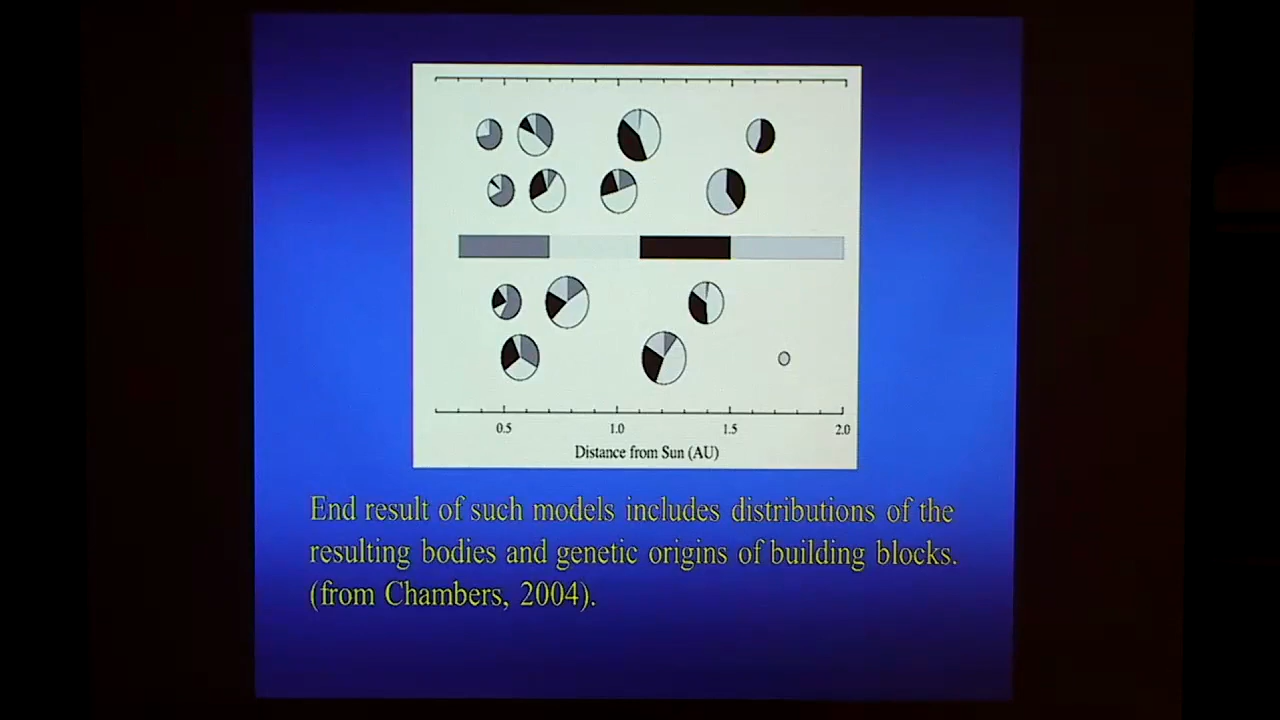 0.5 1.0 1.5 2.0
Distance from Sun (AU)
End result of such models includes distributions of the
resulting bodies and genetic origins of building blocks.
(from Chambers, 2004).